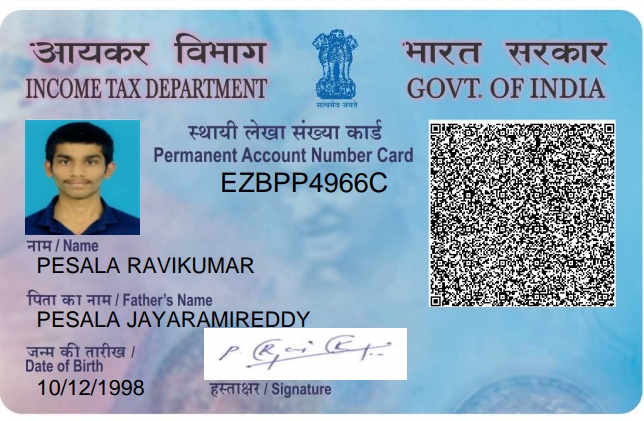 आयकर विभाग
INCOME TAX DEPARTMENT
सत्यमेव जयते
भारत सरकार
GOVT. OF INDIA
स्थायी लेखा संख्या कार्ड
Permanent Account Number Card
EZBPP4966C
नाम / Name
PESALA RAVIKUMAR
पिता का नाम / Father's Name
PESALA JAYARAMIREDDY
जन्म की तारीख /
Date of Birth
10/12/1998
हस्ताक्षर / Signature